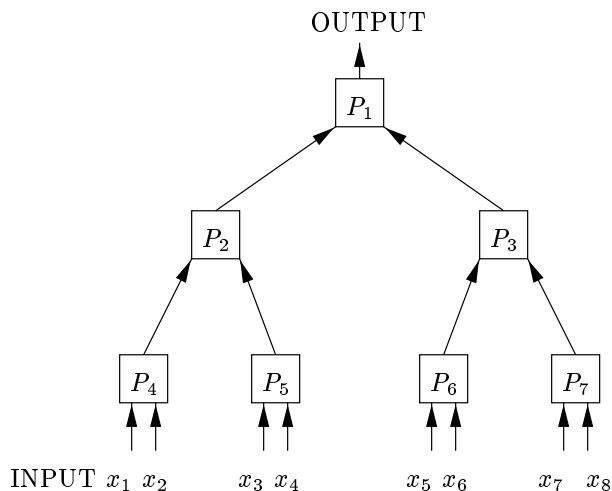 OUTPUT
P₁
P₂ P₃
P₄ P₅ P₆ P₇
INPUT x₁ x₂ x₃ x₄ x₅ x₆ x₇ x₈